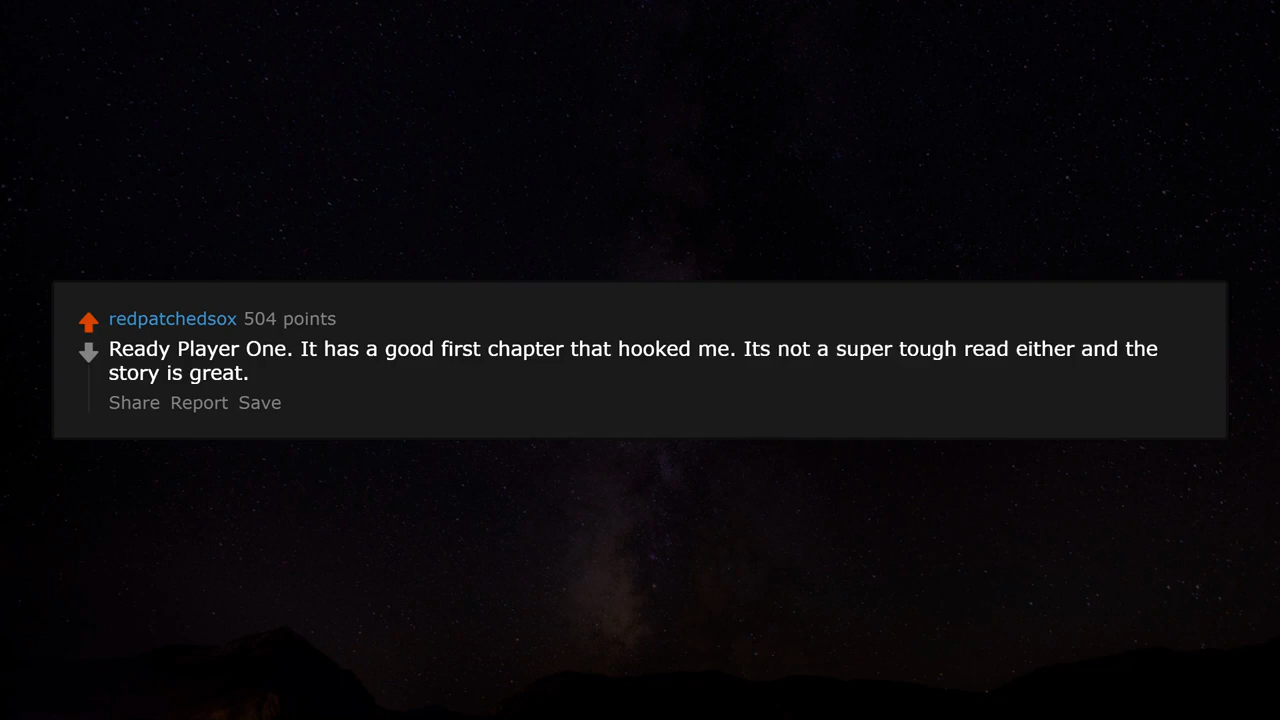 redpatchedsox 504 points
Ready Player One. It has a good first chapter that hooked me. Its not a super tough read either and the
story is great.
Share Report Save